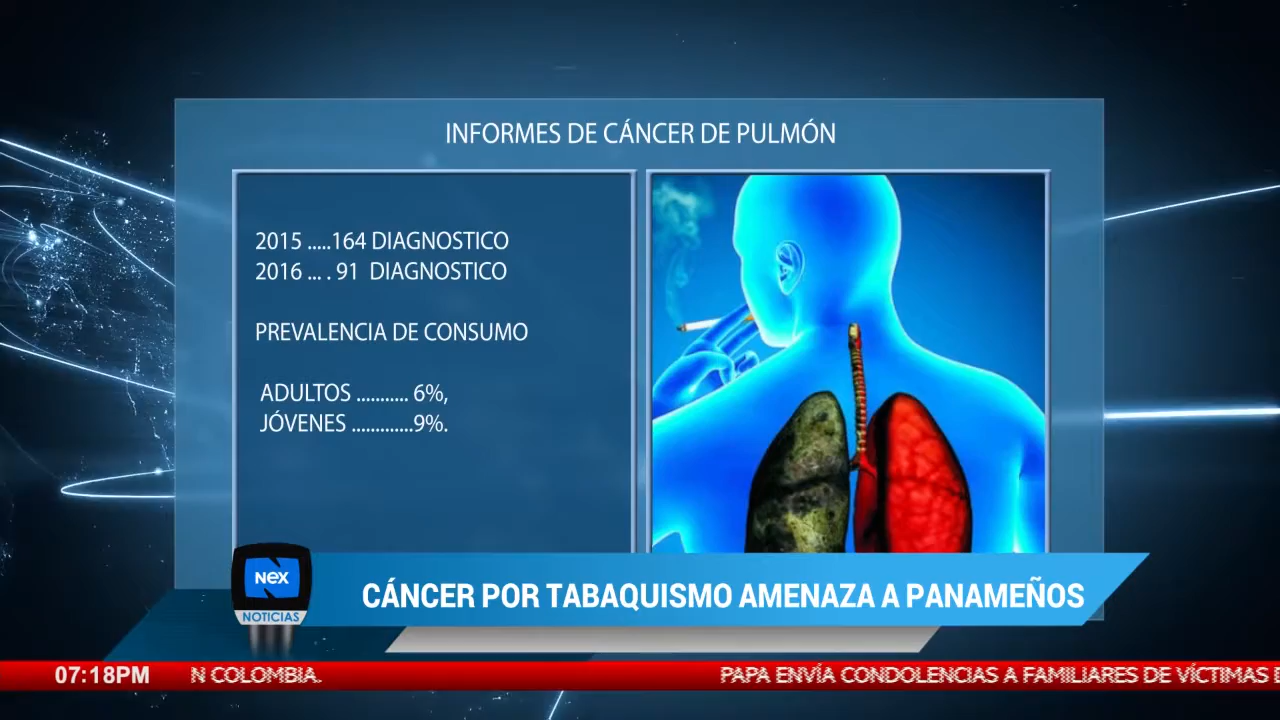 INFORMES DE CÁNCER DE PULMÓN
2015 .....164 DIAGNOSTICO
2016 ... . 91 DIAGNOSTICO
PREVALENCIA DE CONSUMO
ADULTOS ........... 6%,
JÓVENES .............9%.
NEX
NOTICIAS
CÁNCER POR TABAQUISMO AMENAZA A PANAMEÑOS
07:18PM
N COLOMBIA.
PAPA ENVÍA CONDOLENCIAS A FAMILIARES DE VÍCTIMAS E